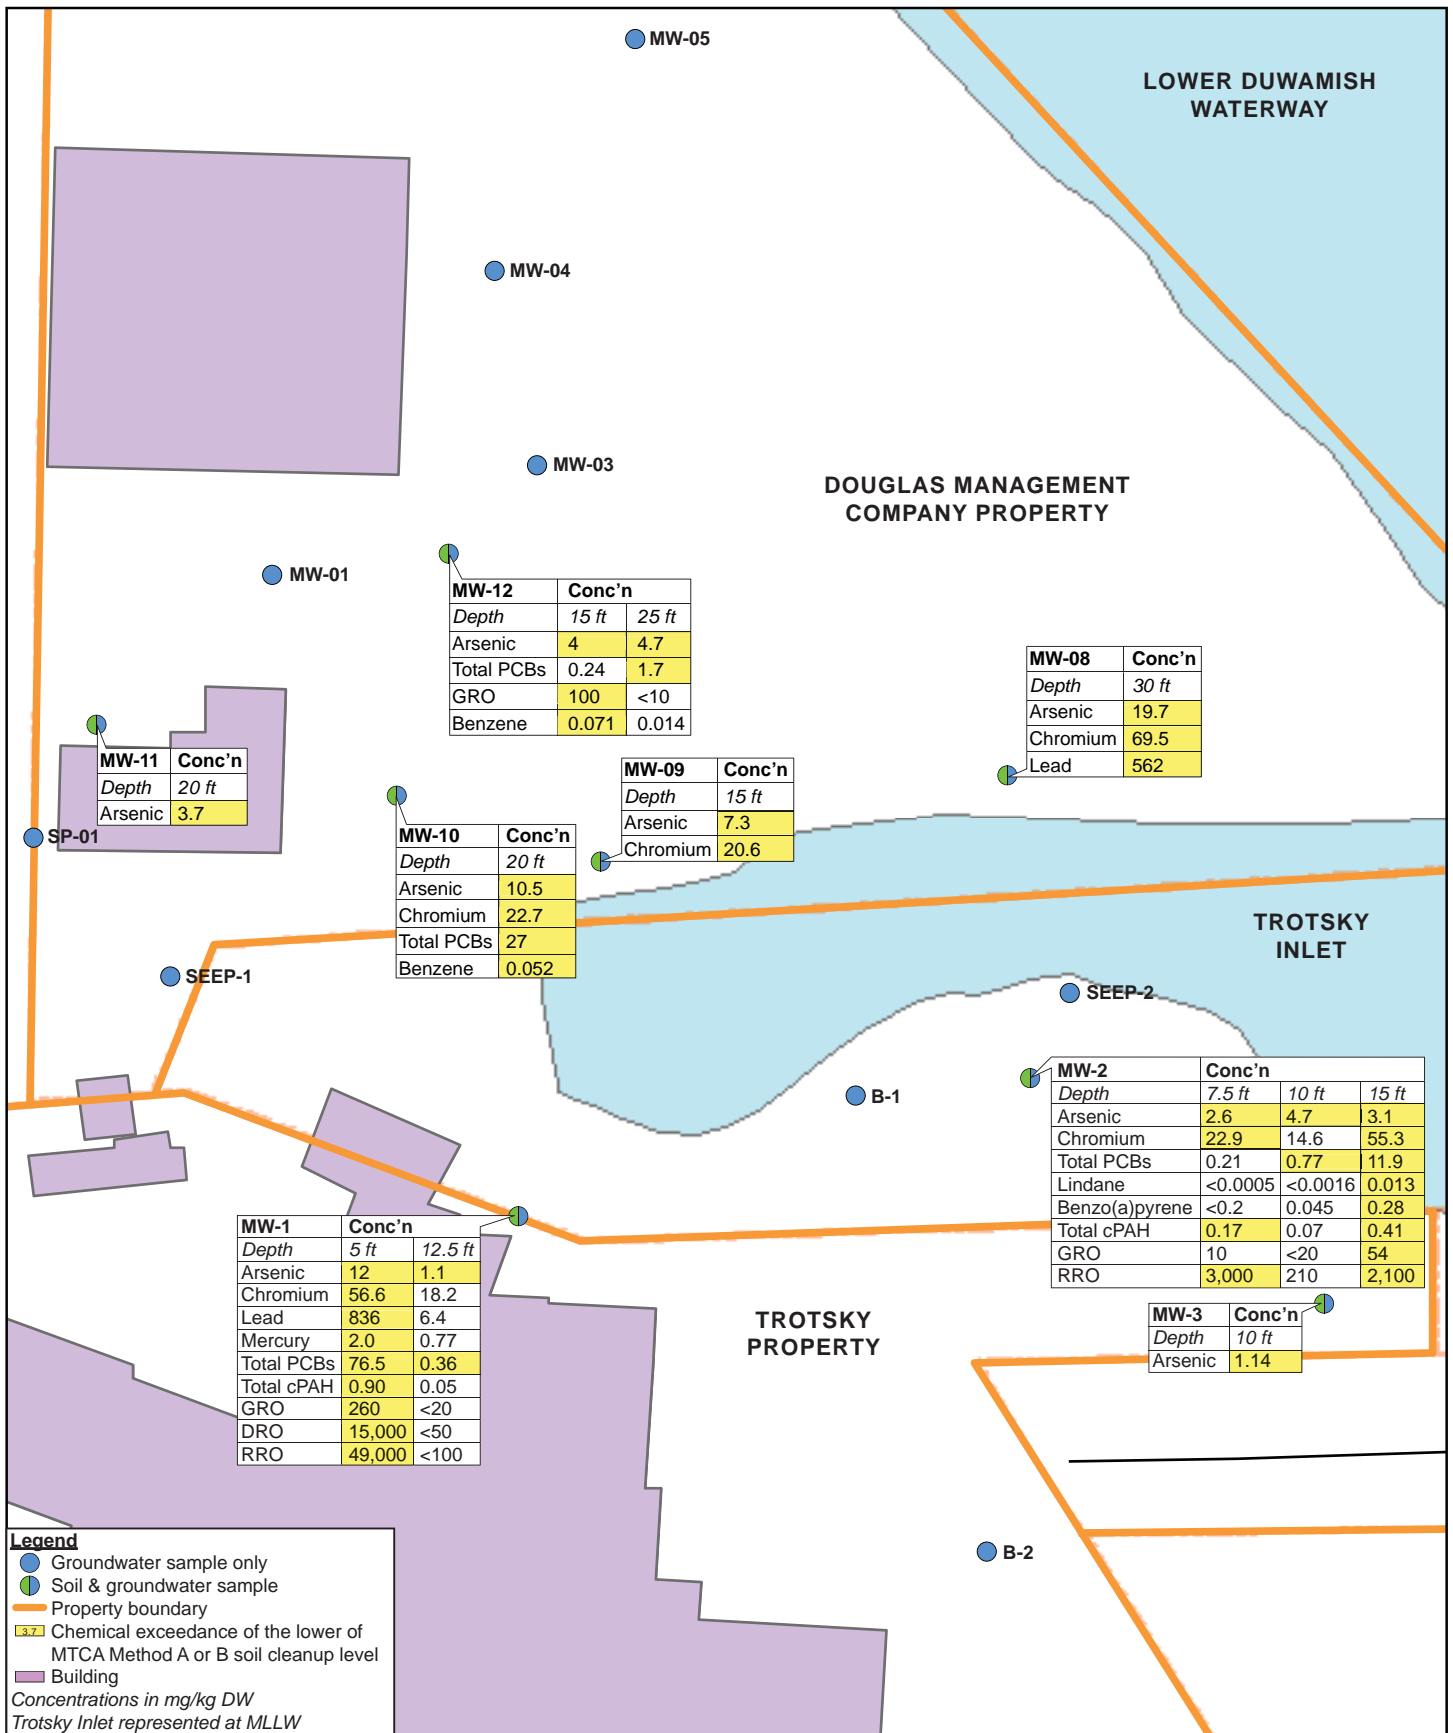 MW-05
LOWER DUWAMISH
WATERWAY
MW-04
MW-03
DOUGLAS MANAGEMENT
COMPANY PROPERTY
MW-01
MW-12 Conc'n
Depth 15 ft 25 ft
Arsenic 4 4.7
Total PCBs 0.24 1.7
GRO 100 <10
Benzene 0.071 0.014
MW-08 Conc'n
Depth 30 ft
Arsenic 19.7
Chromium 69.5
Lead 562
MW-11 Conc'n
Depth 20 ft
Arsenic 3.7
SP-01
MW-09 Conc'n
Depth 15 ft
Arsenic 7.3
Chromium 20.6
MW-10 Conc'n
Depth 20 ft
Arsenic 10.5
Chromium 22.7
Total PCBs 27
Benzene 0.052
TROTSKY
INLET
SEEP-1
SEEP-2
B-1
MW-2 Conc'n
Depth 7.5 ft 10 ft 15 ft
Arsenic 2.6 4.7 3.1
Chromium 22.9 14.6 55.3
Total PCBs 0.21 0.77 11.9
Lindane <0.0005 <0.0016 0.013
Benzo(a)pyrene <0.2 0.045 0.28
Total cPAH 0.17 0.07 0.41
GRO 10 <20 54
RRO 3,000 210 2,100
MW-1 Conc'n
Depth 5 ft 12.5 ft
Arsenic 12 1.1
Chromium 56.6 18.2
Lead 836 6.4
Mercury 2.0 0.77
Total PCBs 76.5 0.36
Total cPAH 0.90 0.05
GRO 260 <20
DRO 15,000 <50
RRO 49,000 <100
TROTSKY
PROPERTY
MW-3 Conc'n
Depth 10 ft
Arsenic 1.14
B-2
Legend
Groundwater sample only
Soil & groundwater sample
Property boundary
3.7 Chemical exceedance of the lower of
MTCA Method A or B soil cleanup level
Building
Concentrations in mg/kg DW
Trotsky Inlet represented at MLLW